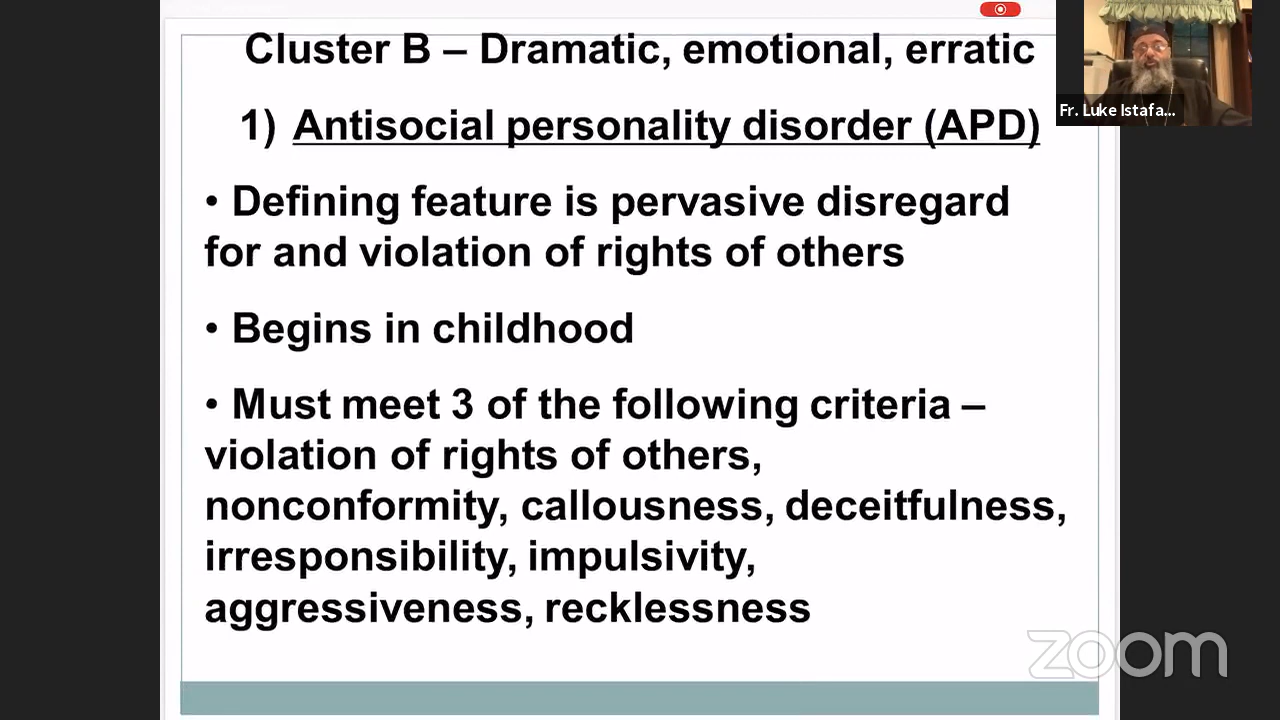 Cluster B – Dramatic, emotional, erratic
1) Antisocial personality disorder (APD)
• Defining feature is pervasive disregard
for and violation of rights of others
• Begins in childhood
• Must meet 3 of the following criteria –
violation of rights of others,
nonconformity, callousness, deceitfulness,
irresponsibility, impulsivity,
aggressiveness, recklessness
Fr. Luke Istafa...
zoom